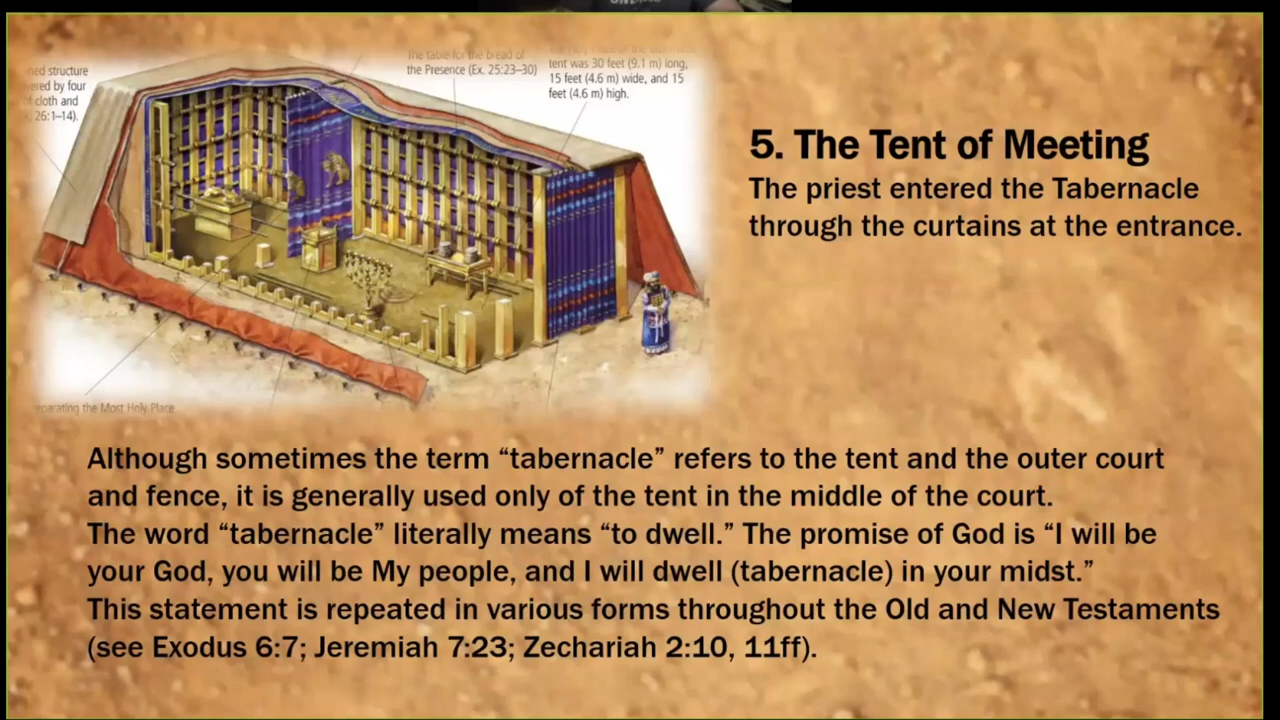 ned structure
ered by four
f cloth and
26:1–14).
The table for the bread of
the Presence (Ex. 25:23–30)
tent was 30 feet (9.1 m) long,
15 feet (4.6 m) wide, and 15
feet (4.6 m) high.
5. The Tent of Meeting
The priest entered the Tabernacle
through the curtains at the entrance.
eparating the Most Holy Place
Although sometimes the term “tabernacle” refers to the tent and the outer court
and fence, it is generally used only of the tent in the middle of the court.
The word “tabernacle” literally means “to dwell.” The promise of God is “I will be
your God, you will be My people, and I will dwell (tabernacle) in your midst.”
This statement is repeated in various forms throughout the Old and New Testaments
(see Exodus 6:7; Jeremiah 7:23; Zechariah 2:10, 11ff).